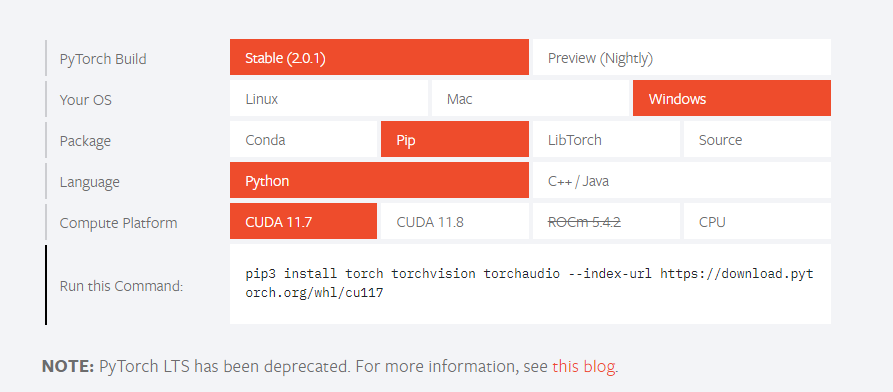 PyTorch Build Stable (2.0.1) Preview (Nightly)
Your OS Linux Mac Windows
Package Conda Pip LibTorch Source
Language Python C++ / Java
Compute Platform CUDA 11.7 CUDA 11.8 ROCm 5.4.2 CPU
Run this Command:
pip3 install torch torchvision torchaudio --index-url https://download.pyt
orch.org/whl/cu117
NOTE: PyTorch LTS has been deprecated. For more information, see this blog.